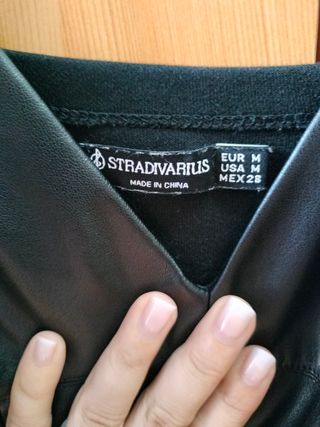 STRADIVARIUS
MADE IN CHINA
EUR M
USA M
MEX 28